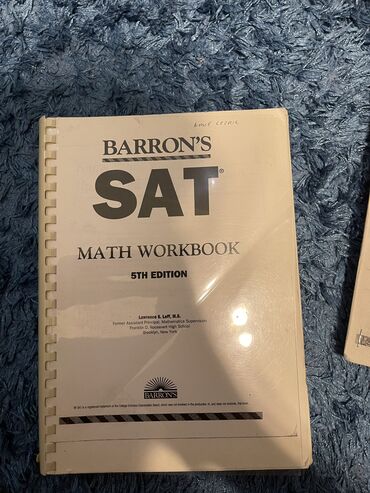 BARRON'S
SAT®
MATH WORKBOOK
5TH EDITION
Lawrence S. Leff, M.S.
Former Assistant Principal, Mathematics Supervision
Franklin D. Roosevelt High School
Brooklyn, New York
BARRON'S